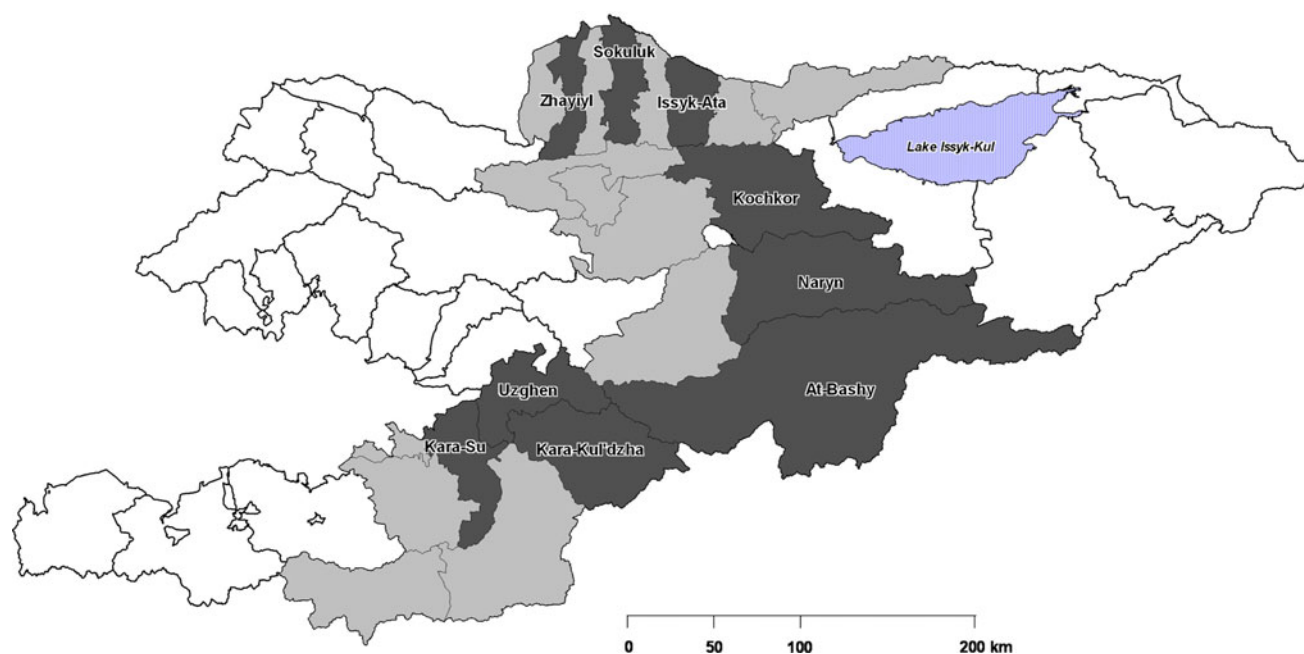 Sokuluk
Zhayiyl
Issyk-Ata
Lake Issyk-Kul
Kochkor
Naryn
At-Bashy
Uzghen
Kara-Su
Kara-Kul'dzha
0 50 100 200 km